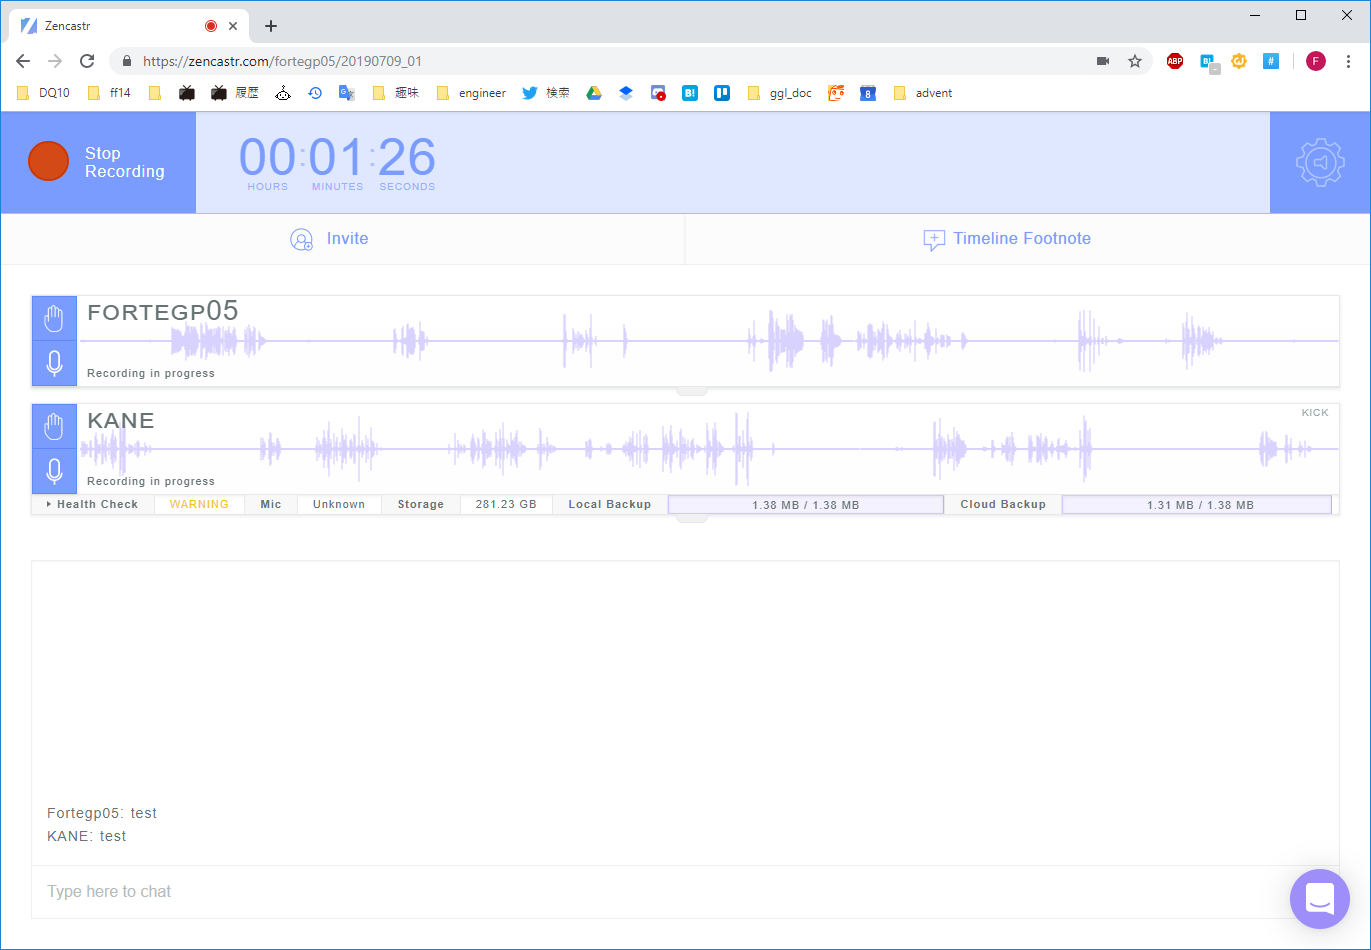 Zencastr
https://zencastr.com/fortegp05/20190709_01
ABP
B!
#
F
DQ10
ff14
履歴
G
趣味
engineer
検索
B!
ggl_doc
8
advent
Stop
Recording
00:01:26
HOURS
MINUTES
SECONDS
Invite
Timeline Footnote
FORTEGP05
Recording in progress
KANE
KICK
Recording in progress
Health Check
WARNING
Mic
Unknown
Storage
281.23 GB
Local Backup
1.38 MB / 1.38 MB
Cloud Backup
1.31 MB / 1.38 MB
Fortegp05: test
KANE: test
Type here to chat